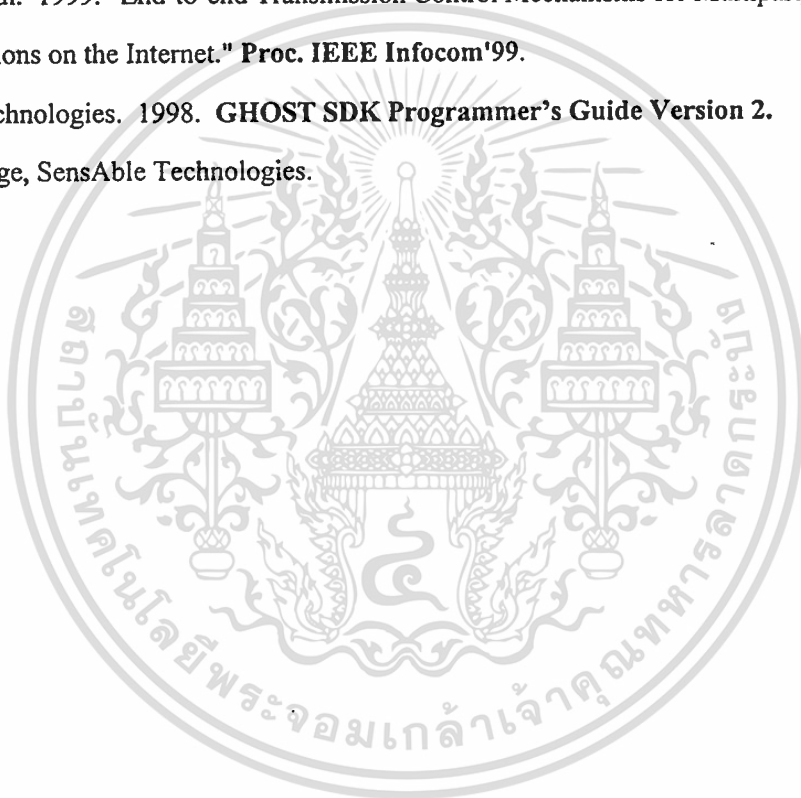 1999. "End-to-end Transmission Control Mechanisms for Multiparty
ions on the Internet." Proc. IEEE Infocom'99.
chnologies. 1998. GHOST SDK Programmer's Guide Version 2.
ge, SensAble Technologies.
สถาบันเทคโนโลยีพระจอมเกล้าเจ้าคุณทหารลาดกระบัง
๔